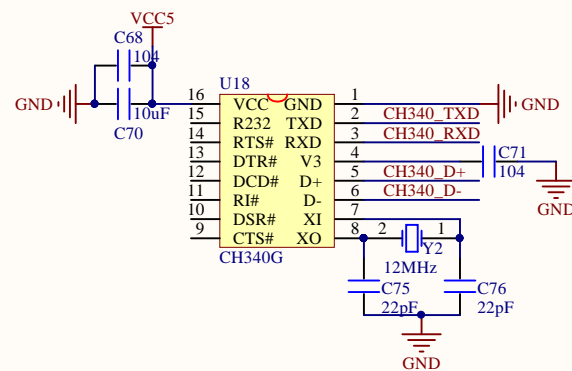 VCC5
C68
104
GND
10uF
C70
U18
16 VCC GND 1
15 R232 TXD 2 CH340_TXD
14 RTS# RXD 3 CH340_RXD
13 DTR# V3 4
12 DCD# D+ 5 CH340_D+
11 RI# D- 6 CH340_D-
10 DSR# XI 7
9 CTS# XO 8
CH340G
GND
C71
104
GND
2 1
Y2
12MHz
C75
22pF
C76
22pF
GND